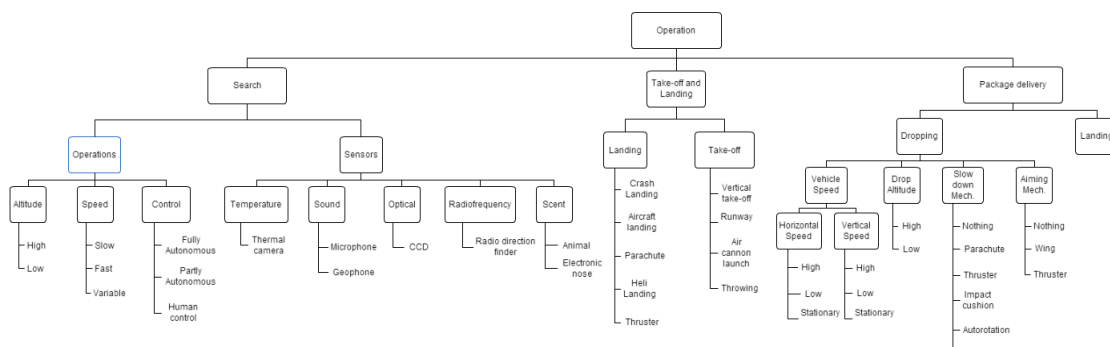 Operation
Search
Take-off and
Landing
Package delivery
Operations
Sensors
Landing
Take-off
Dropping
Landing
Altitude
Speed
Control
Temperature
Sound
Optical
Radiofrequency
Scent
Vehicle
Speed
Drop
Altitude
Slow
down
Mech.
Aiming
Mech.
Horizontal
Speed
Vertical
Speed
High
Low
Slow
Fast
Variable
Fully
Autonomous
Partly
Autonomous
Human
control
Thermal
camera
Microphone
Geophone
CCD
Radio direction
finder
Animal
Electronic
nose
Crash
Landing
Aircraft
landing
Parachute
Heli
Landing
Thruster
Vertical
take-off
Runway
Air
cannon
launch
Throwing
High
Low
Stationary
High
Low
Stationary
High
Low
Nothing
Parachute
Thruster
Impact
cushion
Autorotation
Nothing
Wing
Thruster